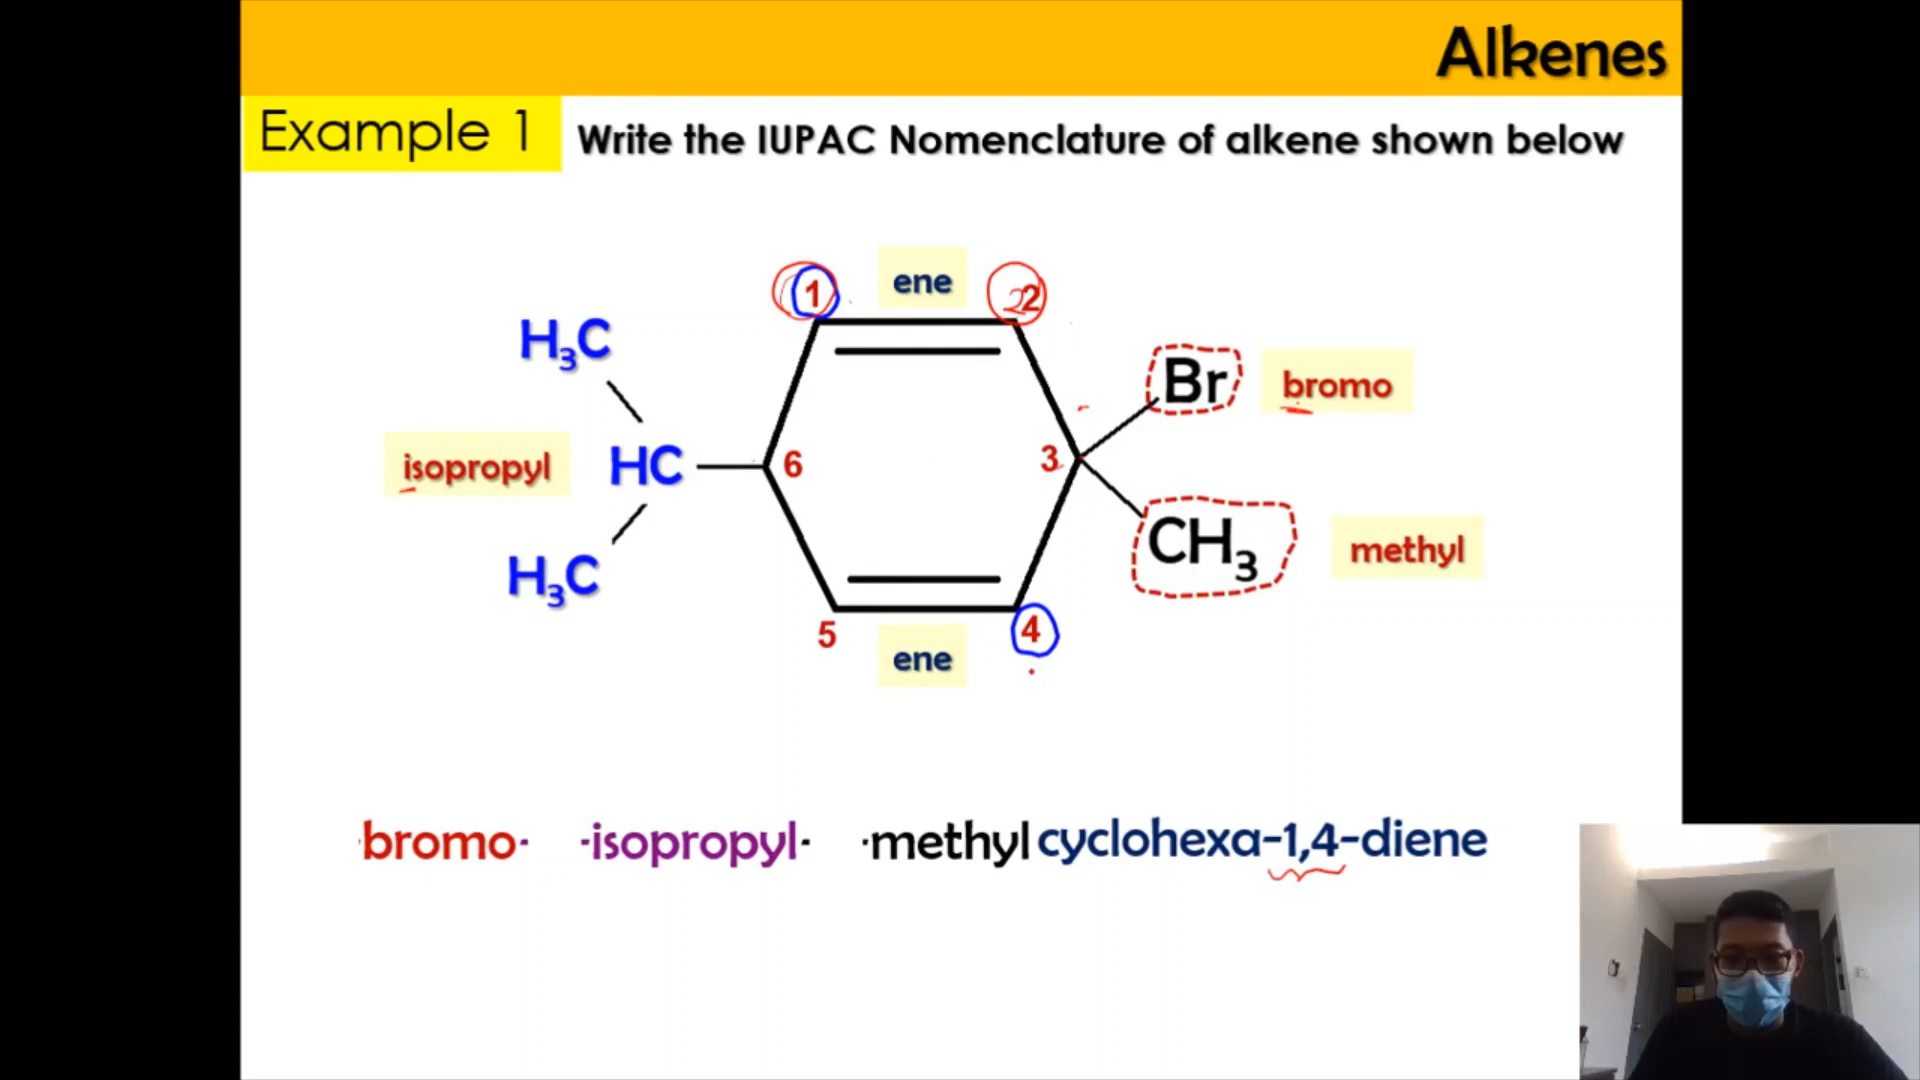 Alkenes
Example 1 Write the IUPAC Nomenclature of alkene shown below
1 ene 2 2
H3C
Br bromo
isopropyl HC 6 3
CH3 methyl
H3C
5 ene 4
bromo- -isopropyl- -methyl cyclohexa-1,4-diene